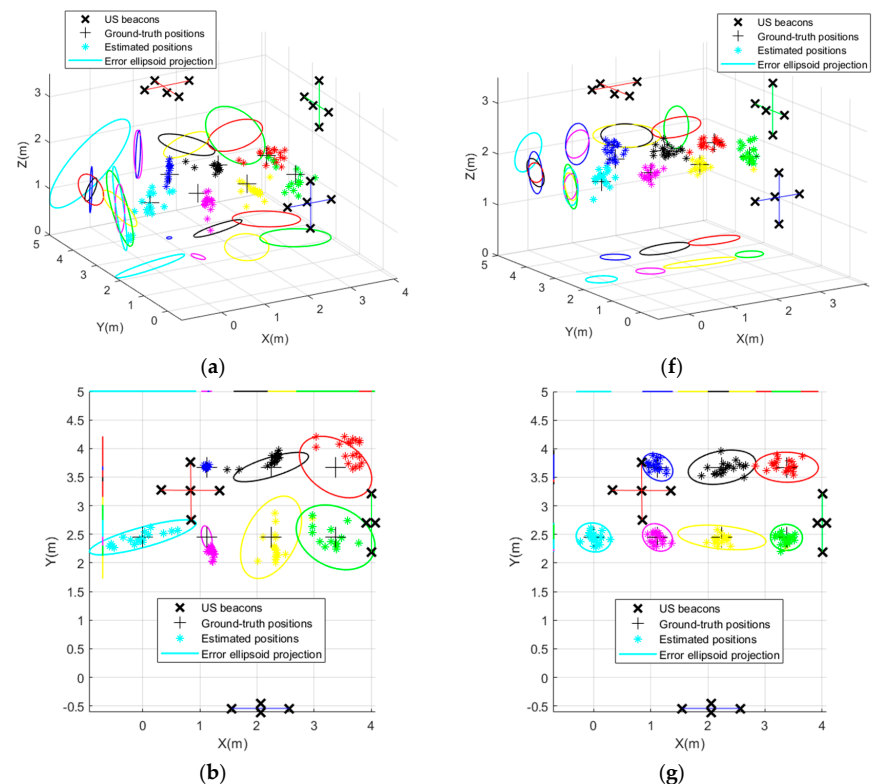 US beacons
Ground-truth positions
Estimated positions
Error ellipsoid projection
Z(m)
3
2
1
0
5
4
3
2
1
0
Y(m)
0
1
2
3
4
X(m)
(a)
US beacons
Ground-truth positions
Estimated positions
Error ellipsoid projection
Z(m)
3
2
1
0
5
4
3
2
1
0
Y(m)
0
1
2
3
X(m)
(f)
5
4.5
4
3.5
3
2.5
2
1.5
1
0.5
0
-0.5
Y(m)
US beacons
Ground-truth positions
Estimated positions
Error ellipsoid projection
0
1
2
3
4
X(m)
(b)
5
4.5
4
3.5
3
2.5
2
1.5
1
0.5
0
-0.5
Y(m)
US beacons
Ground-truth positions
Estimated positions
Error ellipsoid projection
0
1
2
3
4
X(m)
(g)